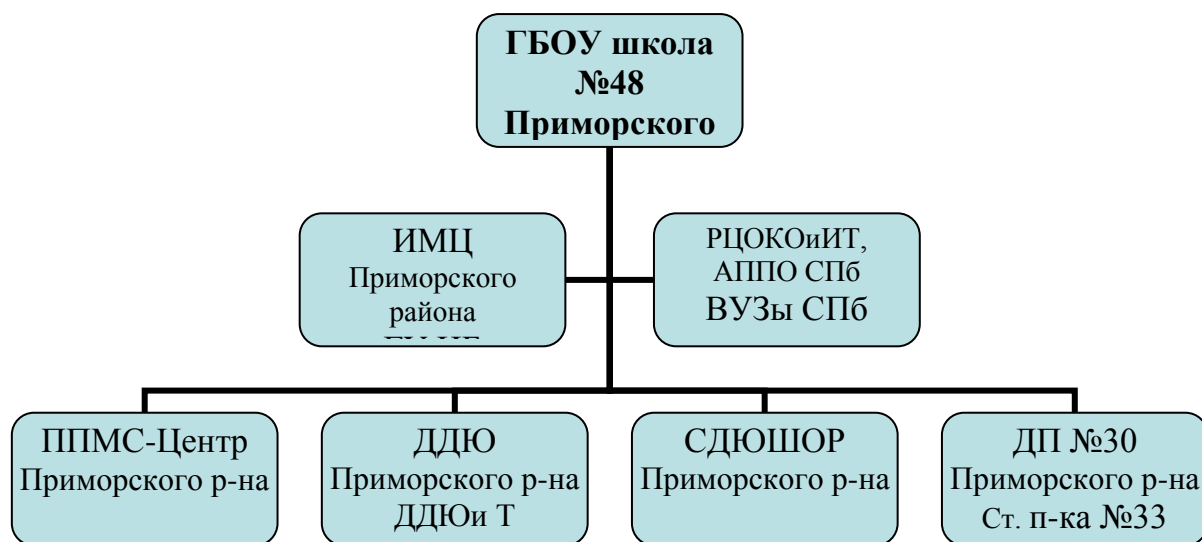 ГБОУ школа
№48
Приморского
ИМЦ
Приморского
района
РЦОКОиИТ,
АППО СПб
ВУЗы СПб
ППМС-Центр
Приморского р-на
ДДЮ
Приморского р-на
ДДЮи Т
СДЮШОР
Приморского р-на
ДП №30
Приморского р-на
Ст. п-ка №33